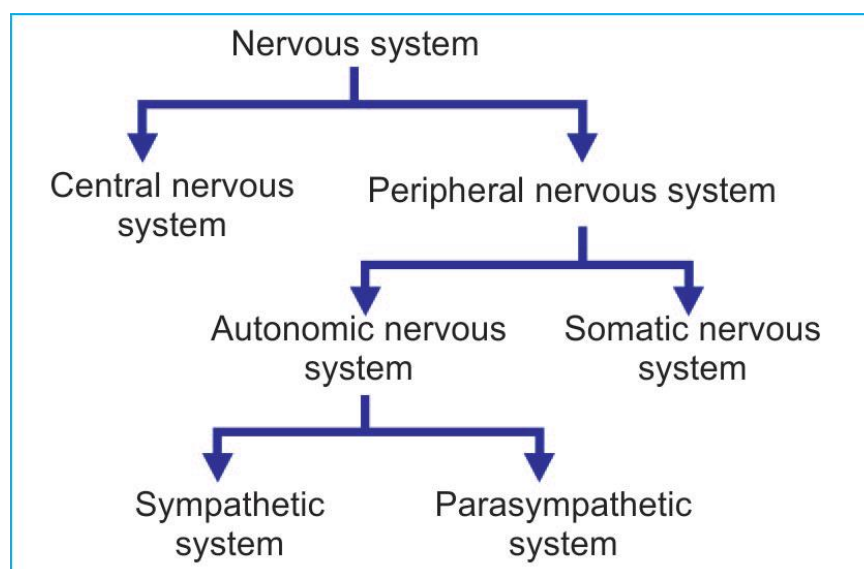 Nervous system
Central nervous
system
Peripheral nervous system
Autonomic nervous
system
Somatic nervous
system
Sympathetic
system
Parasympathetic
system